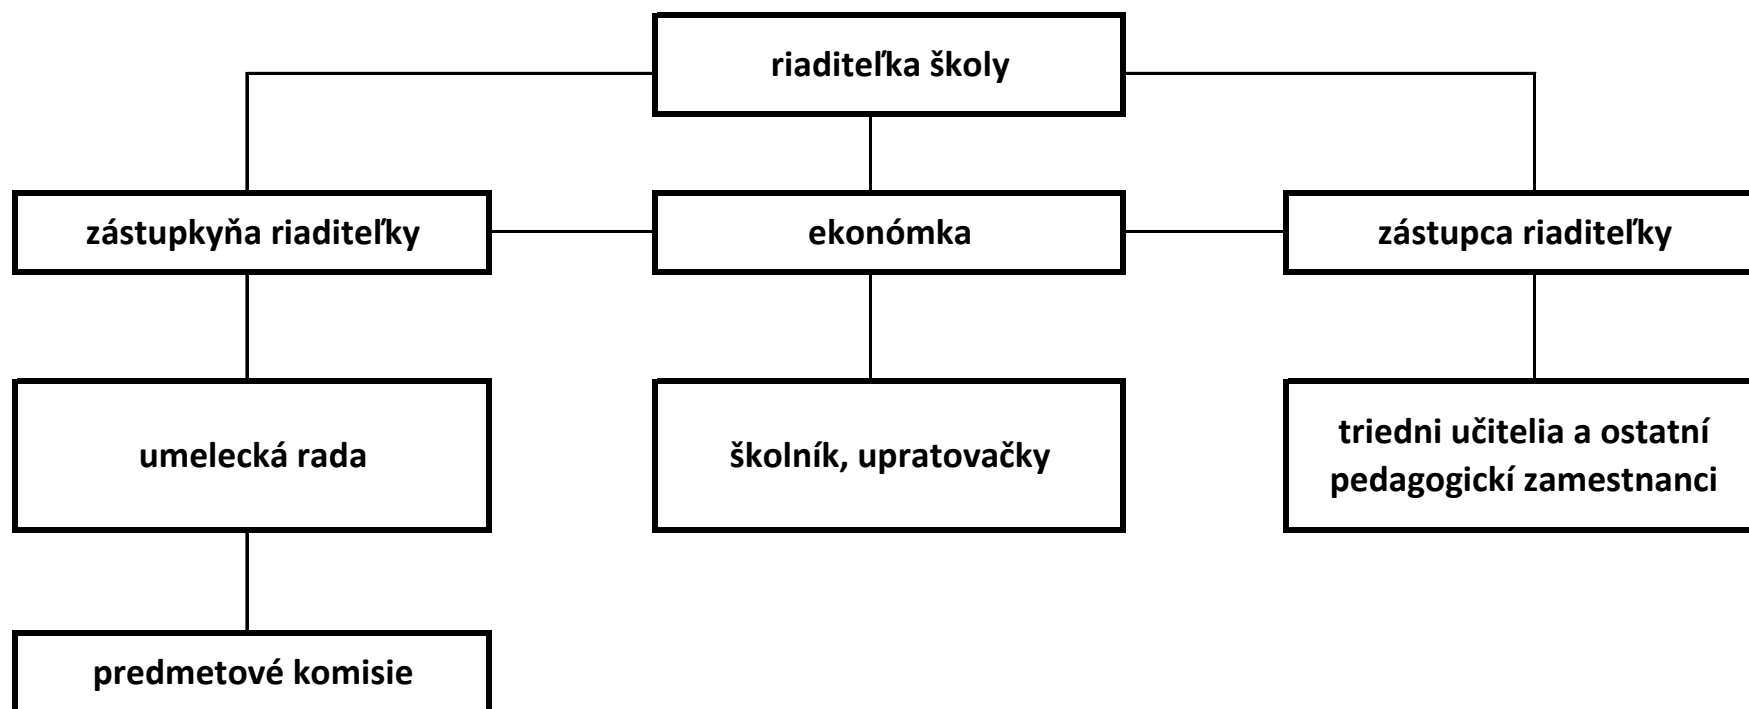 riaditeľka školy
zástupkyňa riaditeľky
ekonómka
zástupca riaditeľky
umelecká rada
školník, upratovačky
triedni učitelia a ostatní
pedagogickí zamestnanci
predmetové komisie